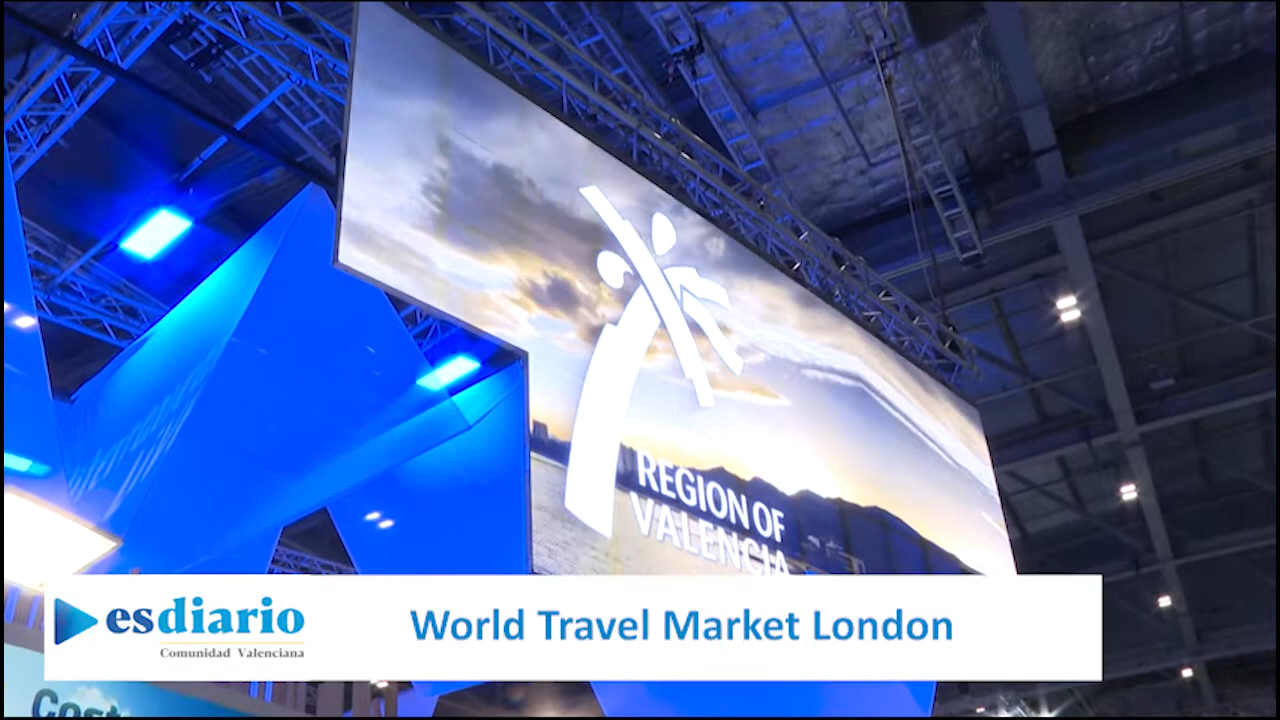 REGION OF
VALENCIA
esdiario
Comunidad Valenciana
World Travel Market London